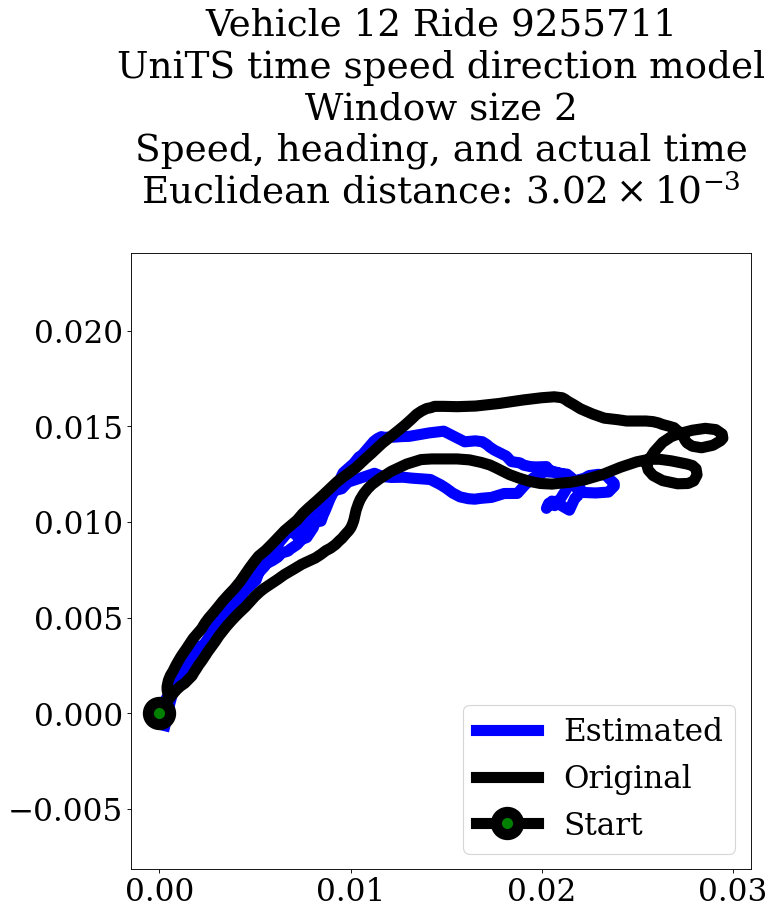 Vehicle 12 Ride 9255711
UniTS time speed direction model
Window size 2
Speed, heading, and actual time
Euclidean distance: 3.02 × 10⁻³
0.020
0.015
0.010
0.005
0.000
−0.005
Estimated
Original
Start
0.00 0.01 0.02 0.03